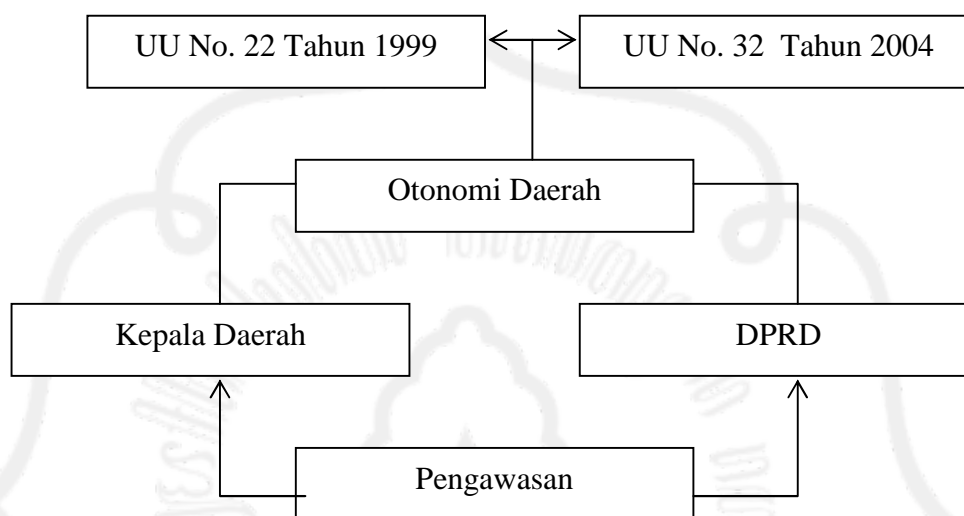 UU No. 22 Tahun 1999
UU No. 32 Tahun 2004
Otonomi Daerah
Kepala Daerah
DPRD
Pengawasan